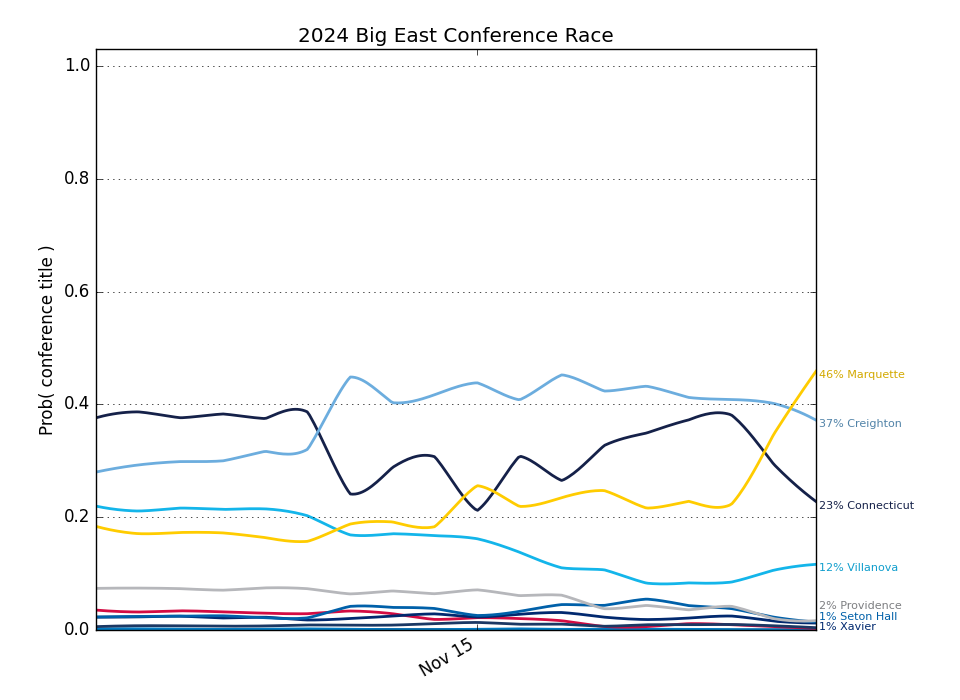 2024 Big East Conference Race
Prob( conference title )
1.0
0.8
0.6
0.4
0.2
0.0
Nov 15
46% Marquette
37% Creighton
23% Connecticut
12% Villanova
2% Providence
1% Seton Hall
1% Xavier